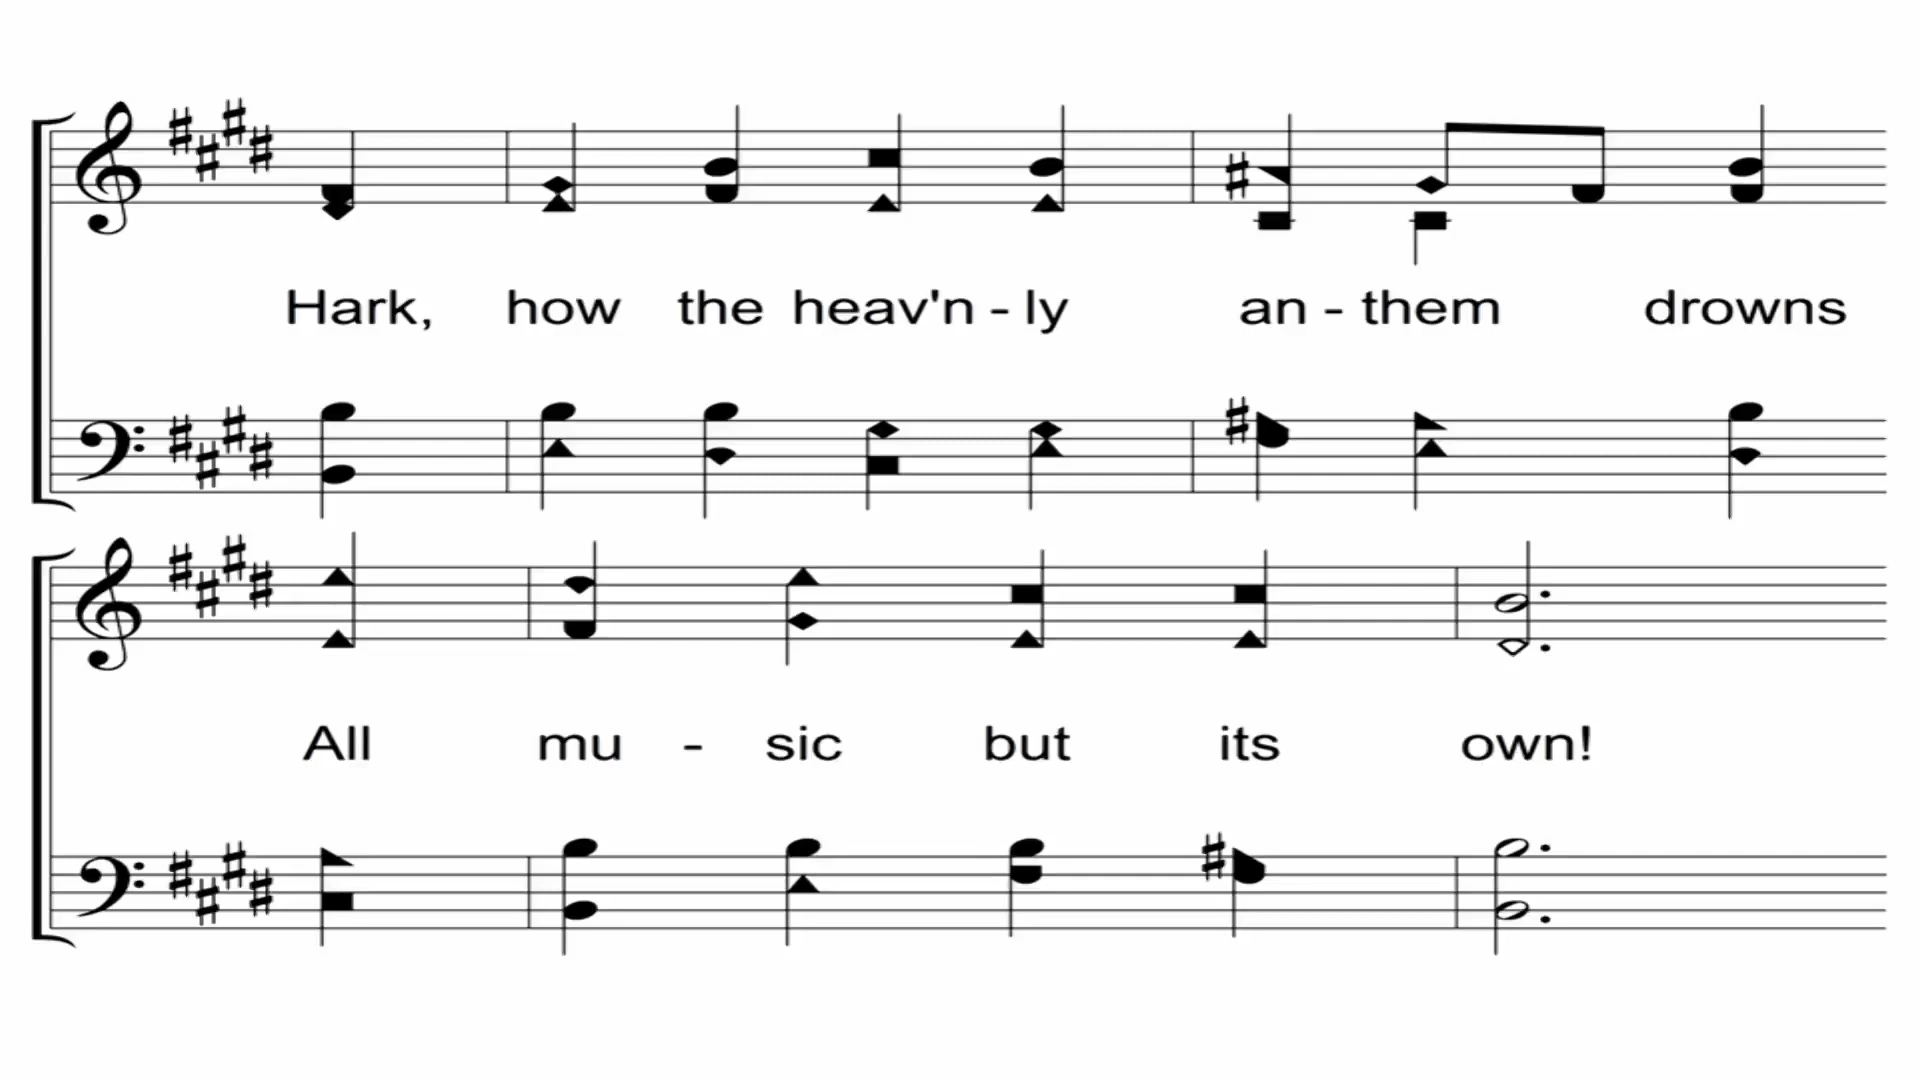 Hark, how the heav'n - ly an - them drowns
All mu - sic but its own!